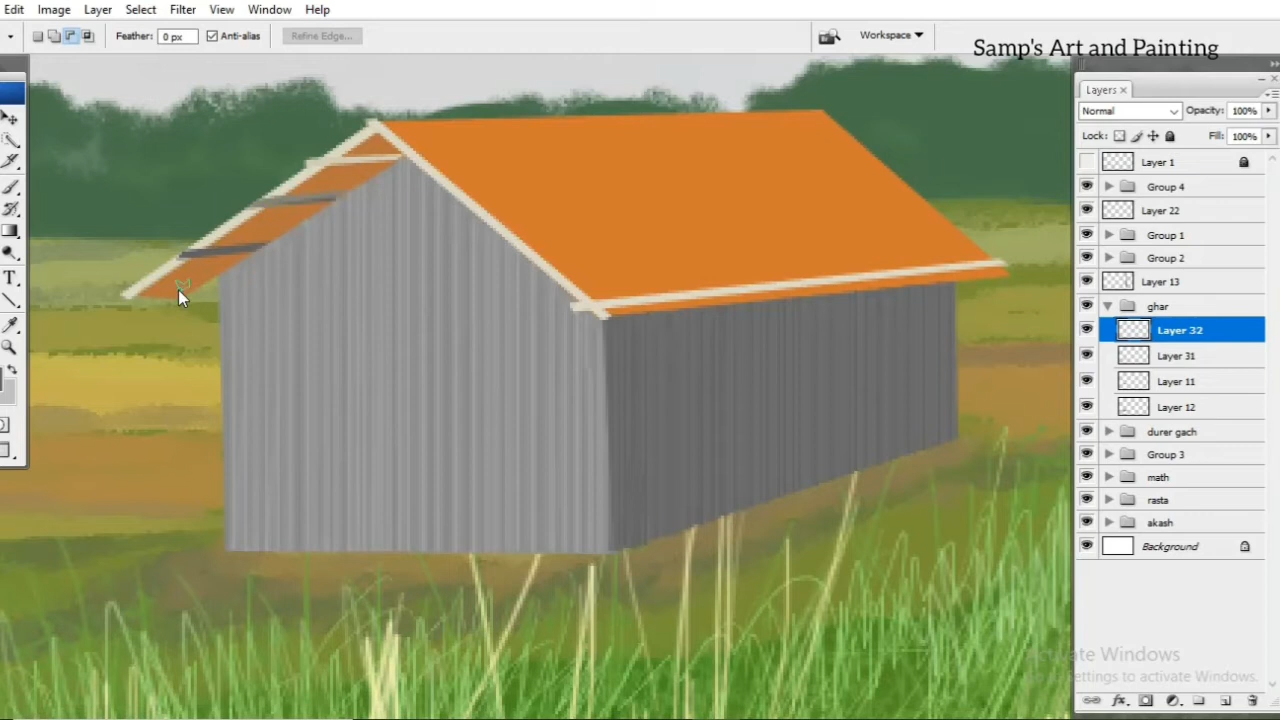 Edit Image Layer Select Filter View Window Help
Feather: 0 px Anti-alias Refine Edge... Workspace
Samp's Art and Painting
Layers
Normal Opacity: 100%
Lock: Fill: 100%
Layer 1
Group 4
Layer 22
Group 1
Group 2
Layer 13
ghar
Layer 32
Layer 31
Layer 11
Layer 12
durer gach
Group 3
math
rasta
akash
Background
Activate Windows
settings to activate Windows.